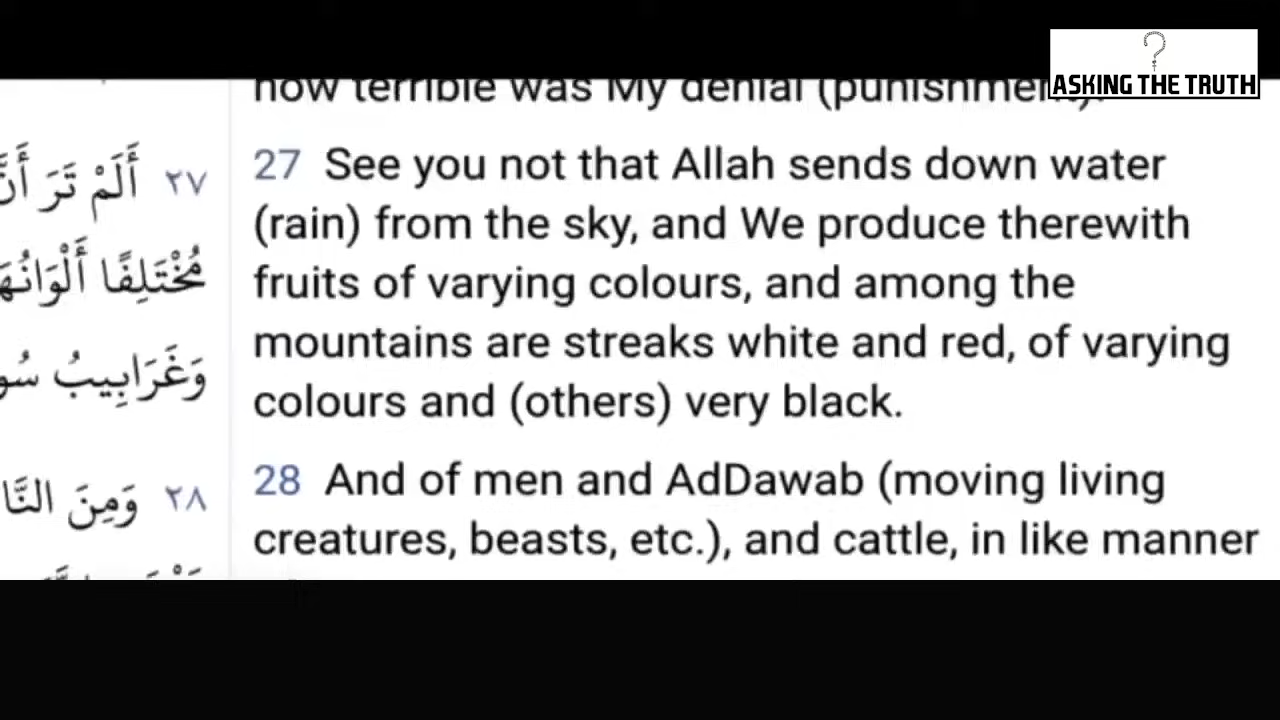 ASKING THE TRUTH
how terrible was My denial (punishment).
27 See you not that Allah sends down water
(rain) from the sky, and We produce therewith
fruits of varying colours, and among the
mountains are streaks white and red, of varying
colours and (others) very black.
28 And of men and AdDawab (moving living
creatures, beasts, etc.), and cattle, in like manner
٢٧ أَلَمْ تَرَ
مُخْتَلِفًا
وَغَرَابِيبُ
٢٨ وَمِنَ